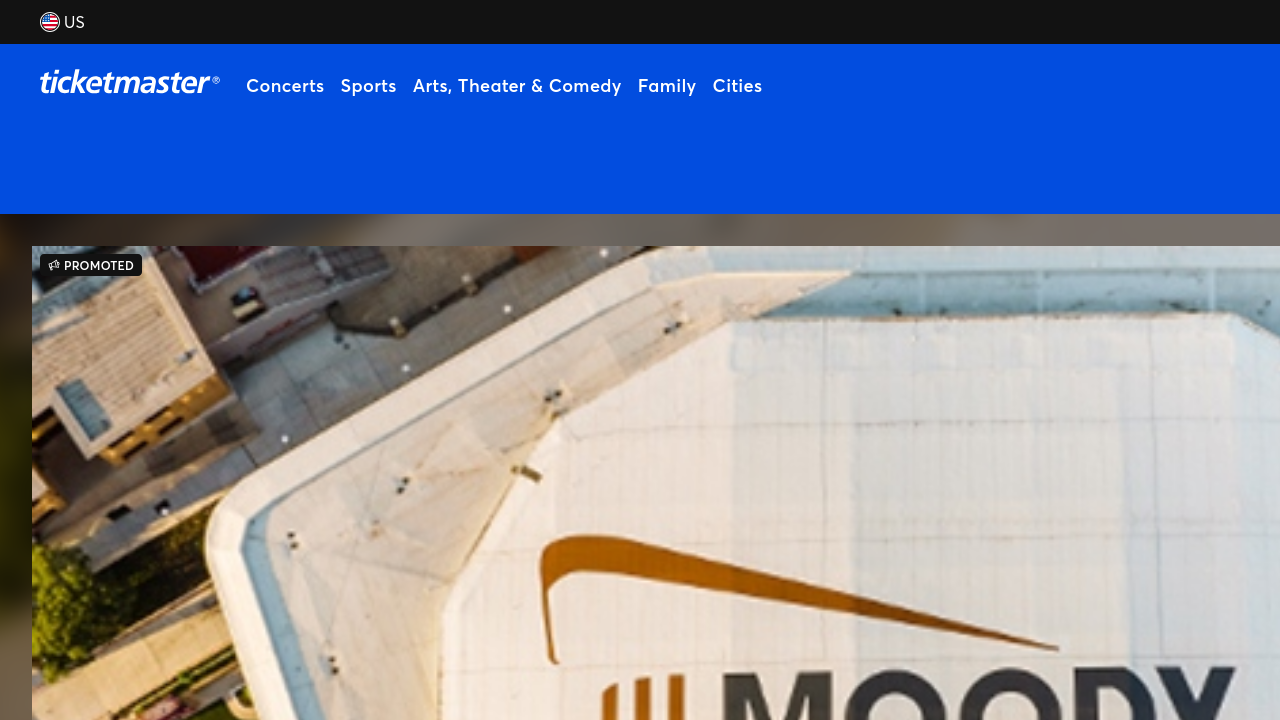 US
ticketmaster®
Concerts Sports Arts, Theater & Comedy Family Cities
PROMOTED
MOODY